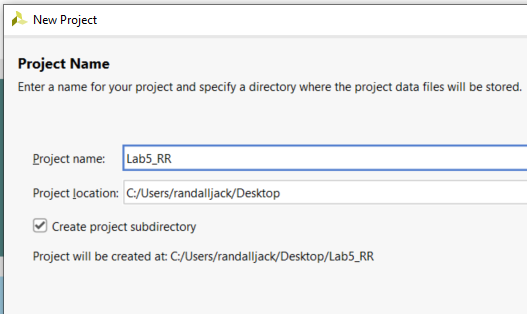 New Project
Project Name
Enter a name for your project and specify a directory where the project data files will be stored.
Project name: Lab5_RR
Project location: C:/Users/randalljack/Desktop
Create project subdirectory
Project will be created at: C:/Users/randalljack/Desktop/Lab5_RR